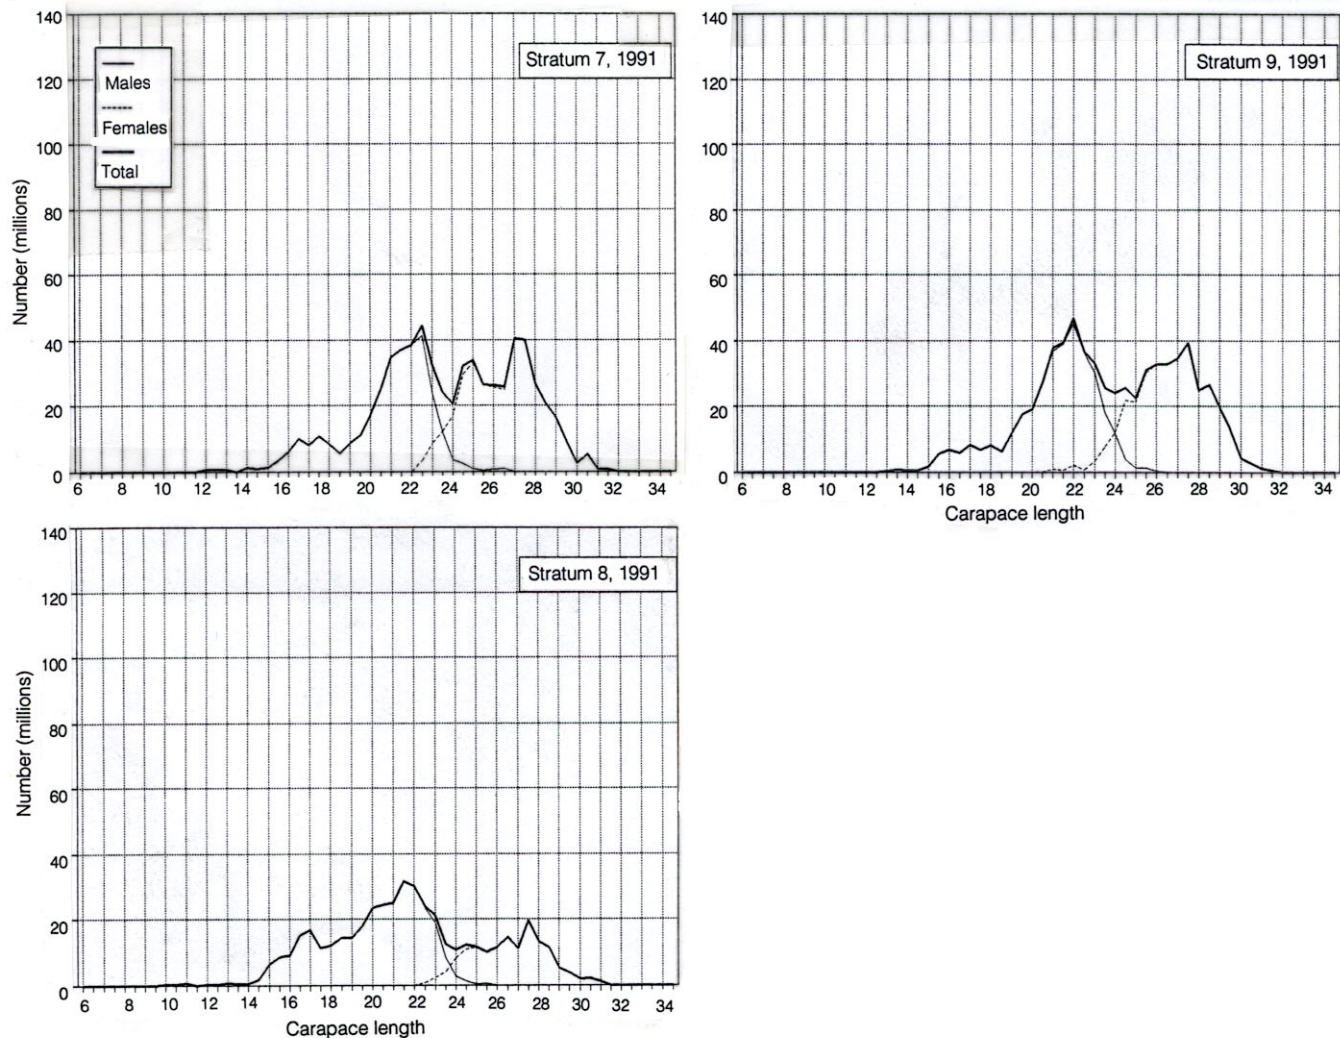 140
120
100
80
60
40
20
0
Number (millions)
Males
Females
Total
Stratum 7, 1991
6 8 10 12 14 16 18 20 22 24 26 28 30 32 34
140
120
100
80
60
40
20
0
Stratum 9, 1991
6 8 10 12 14 16 18 20 22 24 26 28 30 32 34
Carapace length
140
120
100
80
60
40
20
0
Number (millions)
Stratum 8, 1991
6 8 10 12 14 16 18 20 22 24 26 28 30 32 34
Carapace length